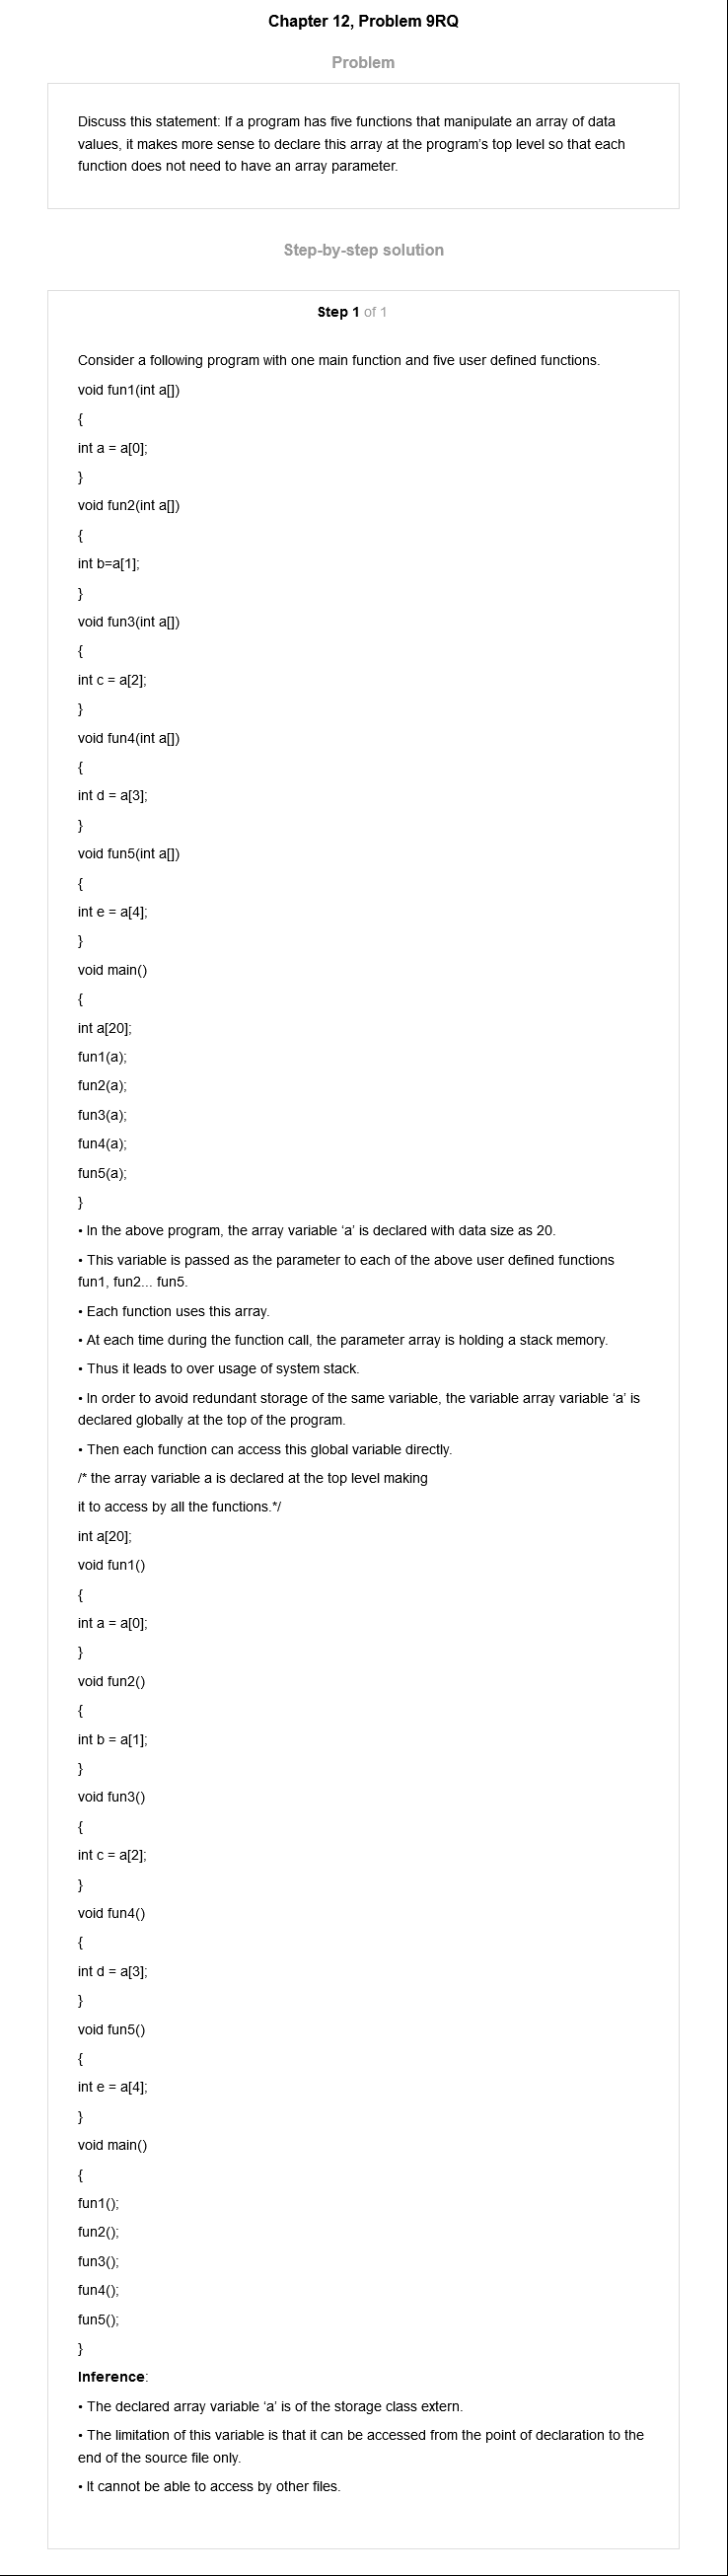 Chapter 12, Problem 9RQ
Problem
Discuss this statement: If a program has five functions that manipulate an array of data
values, it makes more sense to declare this array at the program's top level so that each
function does not need to have an array parameter.
Step-by-step solution
Step 1 of 1
Consider a following program with one main function and five user defined functions.
void fun1(int a[])
{
int a = a[0];
}
void fun2(int a[])
{
int b=a[1];
}
void fun3(int a[])
{
int c = a[2];
}
void fun4(int a[])
{
int d = a[3];
}
void fun5(int a[])
{
int e = a[4];
}
void main()
{
int a[20];
fun1(a);
fun2(a);
fun3(a);
fun4(a);
fun5(a);
}
• In the above program, the array variable ‘a’ is declared with data size as 20.
• This variable is passed as the parameter to each of the above user defined functions
fun1, fun2... fun5.
• Each function uses this array.
• At each time during the function call, the parameter array is holding a stack memory.
• Thus it leads to over usage of system stack.
• In order to avoid redundant storage of the same variable, the variable array variable ‘a’ is
declared globally at the top of the program.
• Then each function can access this global variable directly.
/* the array variable a is declared at the top level making
it to access by all the functions.*/
int a[20];
void fun1()
{
int a = a[0];
}
void fun2()
{
int b = a[1];
}
void fun3()
{
int c = a[2];
}
void fun4()
{
int d = a[3];
}
void fun5()
{
int e = a[4];
}
void main()
{
fun1();
fun2();
fun3();
fun4();
fun5();
}
Inference:
• The declared array variable ‘a’ is of the storage class extern.
• The limitation of this variable is that it can be accessed from the point of declaration to the
end of the source file only.
• It cannot be able to access by other files.